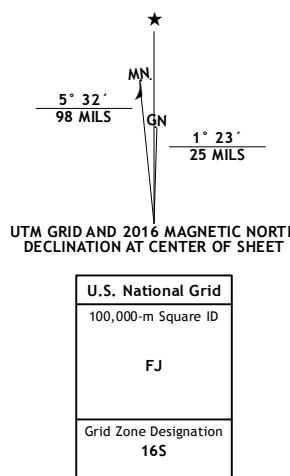 MN
GN
5° 32´
98 MILS
1° 23´
25 MILS
UTM GRID AND 2016 MAGNETIC NORTH
DECLINATION AT CENTER OF SHEET
U.S. National Grid
100,000-m Square ID
FJ
Grid Zone Designation
16S